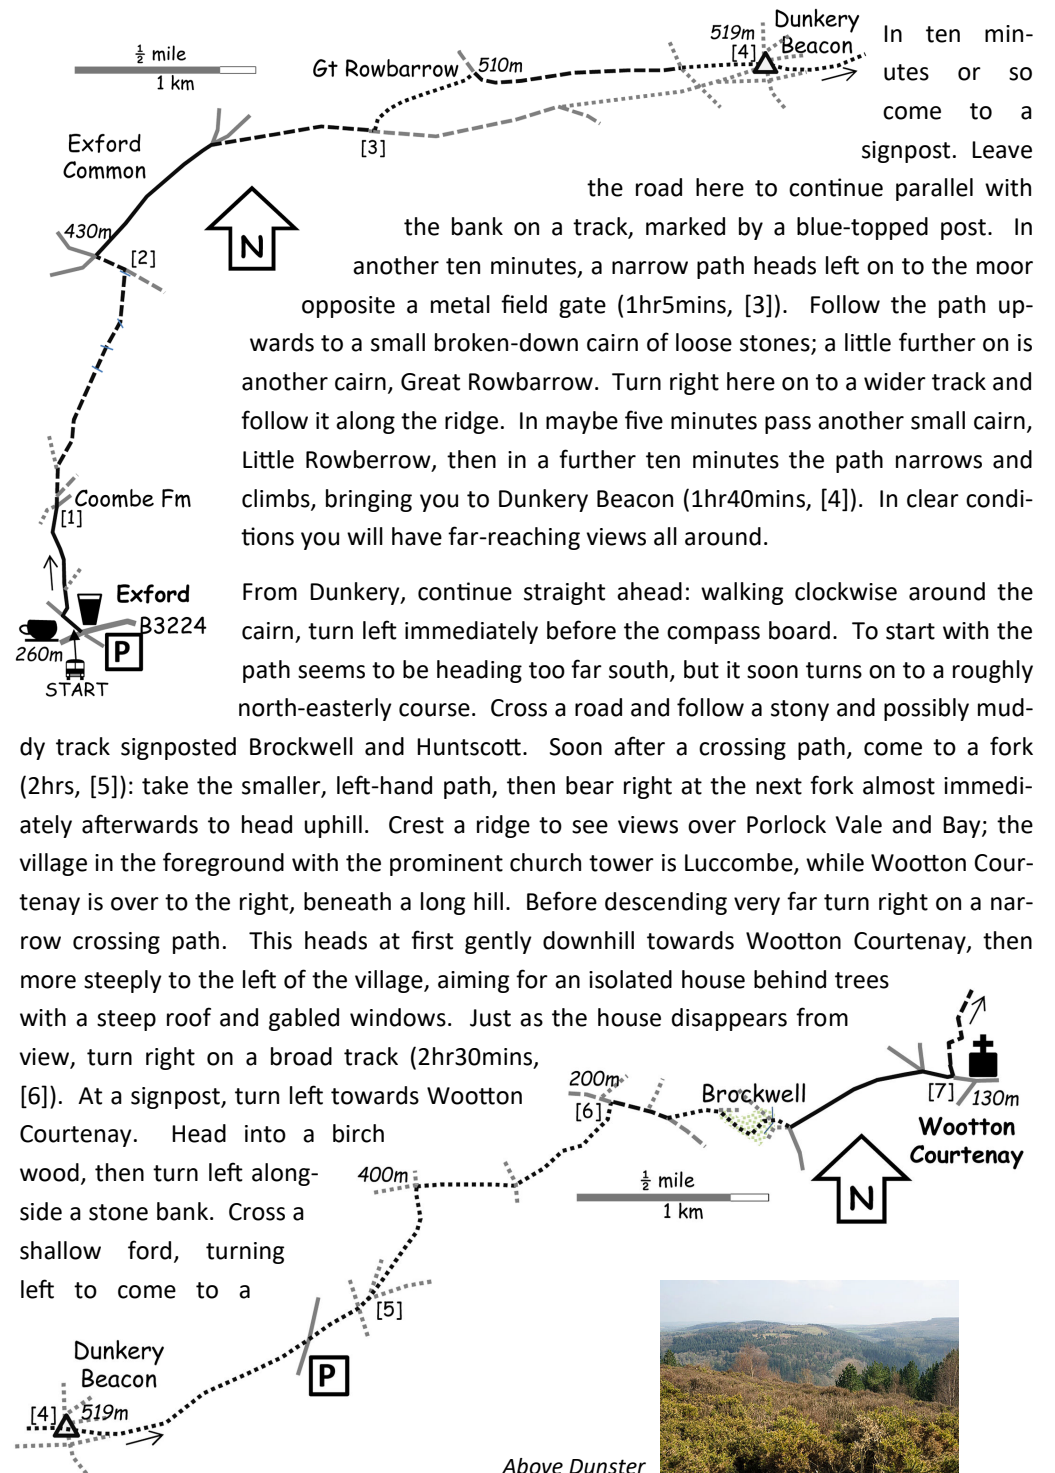 ½ mile
1 km
Gt Rowbarrow
510m
519m
[4]
Dunkery
Beacon
[3]
Exford
Common
430m
[2]
N
Coombe Fm
[1]
Exford
B3224
P
260m
START
In ten min-
utes or so
come to a
signpost. Leave
the road here to continue parallel with
the bank on a track, marked by a blue-topped post. In
another ten minutes, a narrow path heads left on to the moor
opposite a metal field gate (1hr5mins, [3]). Follow the path up-
wards to a small broken-down cairn of loose stones; a little further on is
another cairn, Great Rowbarrow. Turn right here on to a wider track and
follow it along the ridge. In maybe five minutes pass another small cairn,
Little Rowberrow, then in a further ten minutes the path narrows and
climbs, bringing you to Dunkery Beacon (1hr40mins, [4]). In clear condi-
tions you will have far-reaching views all around.
From Dunkery, continue straight ahead: walking clockwise around the
cairn, turn left immediately before the compass board. To start with the
path seems to be heading too far south, but it soon turns on to a roughly
north-easterly course. Cross a road and follow a stony and possibly mud-
dy track signposted Brockwell and Huntscott. Soon after a crossing path, come to a fork
(2hrs, [5]): take the smaller, left-hand path, then bear right at the next fork almost immedi-
ately afterwards to head uphill. Crest a ridge to see views over Porlock Vale and Bay; the
village in the foreground with the prominent church tower is Luccombe, while Wootton Cour-
tenay is over to the right, beneath a long hill. Before descending very far turn right on a nar-
row crossing path. This heads at first gently downhill towards Wootton Courtenay, then
more steeply to the left of the village, aiming for an isolated house behind trees
with a steep roof and gabled windows. Just as the house disappears from
view, turn right on a broad track (2hr30mins,
[6]). At a signpost, turn left towards Wootton
Courtenay. Head into a birch
wood, then turn left along-
side a stone bank. Cross a
shallow ford, turning
left to come to a
200m
[6]
Brockwell
[7]
130m
Wootton
Courtenay
400m
½ mile
1 km
N
[5]
P
Dunkery
Beacon
[4]
519m
Above Dunster